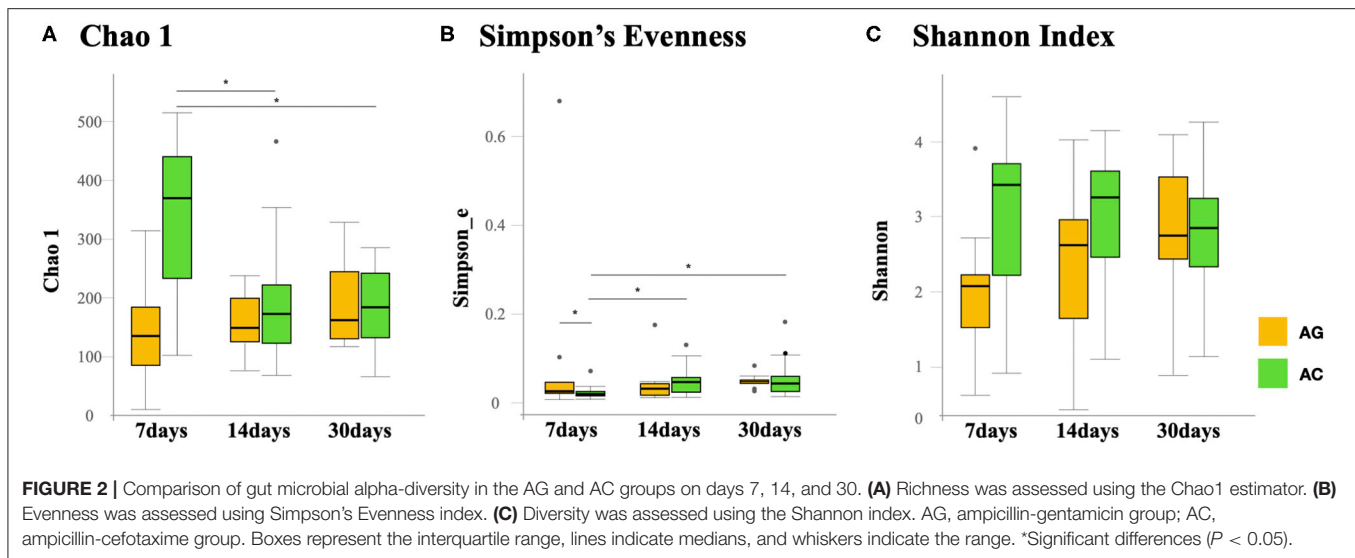 A Chao 1
B Simpson's Evenness
C Shannon Index
Chao 1
500
400
300
200
100
0
*
*
7days 14days 30days
Simpson_e
0.6
0.4
0.2
0
*
*
*
7days 14days 30days
Shannon
4
3
2
1
0
7days 14days 30days
AG
AC
FIGURE 2 | Comparison of gut microbial alpha-diversity in the AG and AC groups on days 7, 14, and 30. (A) Richness was assessed using the Chao1 estimator. (B)
Evenness was assessed using Simpson's Evenness index. (C) Diversity was assessed using the Shannon index. AG, ampicillin-gentamicin group; AC,
ampicillin-cefotaxime group. Boxes represent the interquartile range, lines indicate medians, and whiskers indicate the range. *Significant differences (P < 0.05).